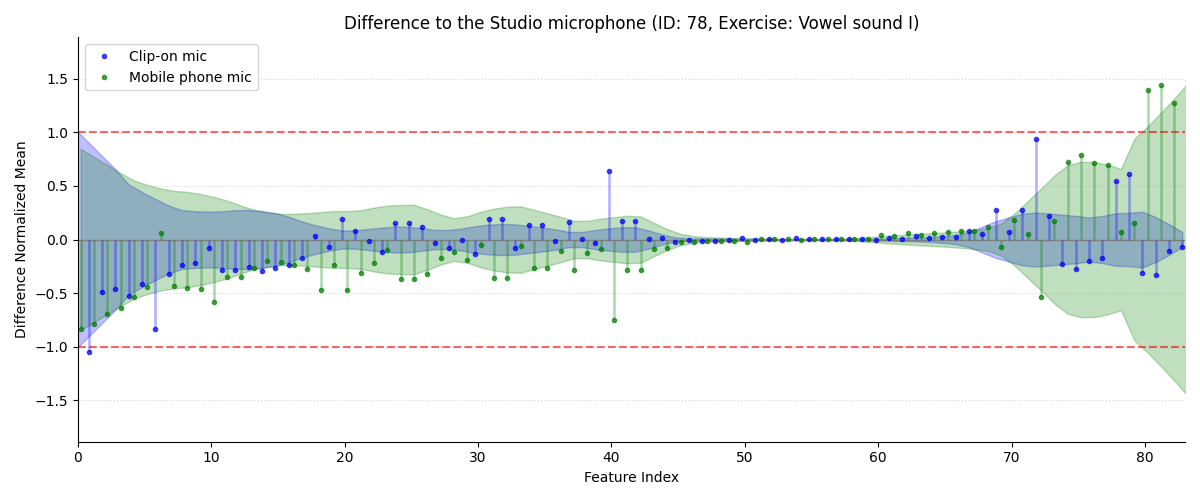 Difference to the Studio microphone (ID: 78, Exercise: Vowel sound I)
Clip-on mic
Mobile phone mic
Difference Normalized Mean
1.5
1.0
0.5
0.0
−0.5
−1.0
−1.5
0 10 20 30 40 50 60 70 80
Feature Index